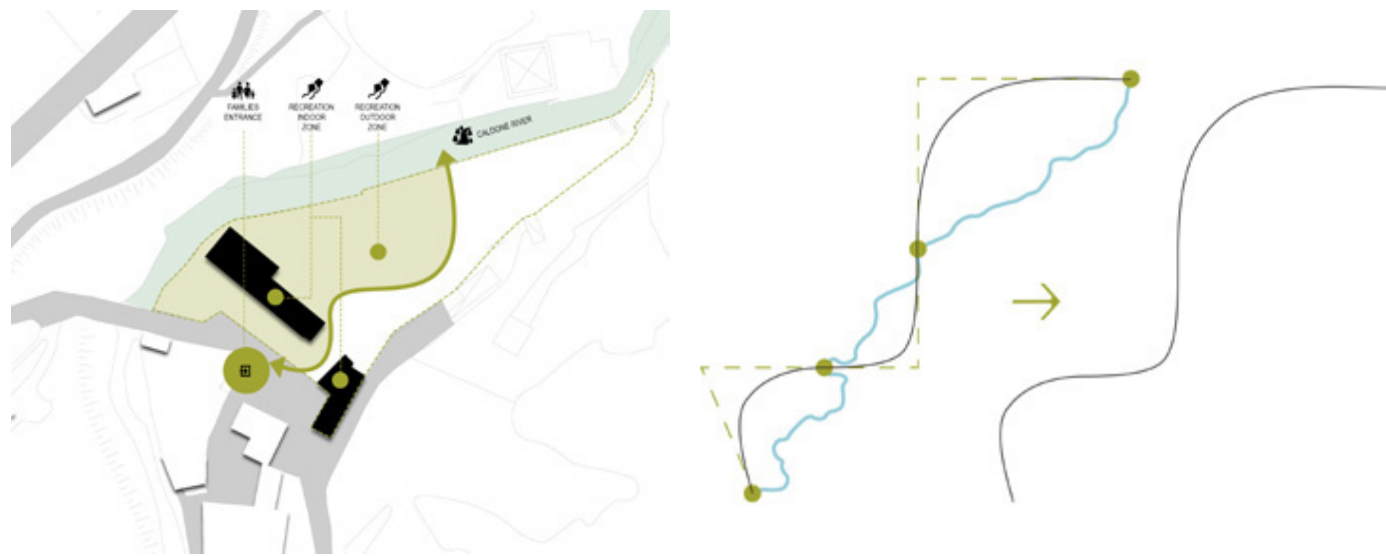 FAMILIES
ENTRANCE
RECREATION
INDOOR
ZONE
RECREATION
OUTDOOR
ZONE
CALDONE RIVER